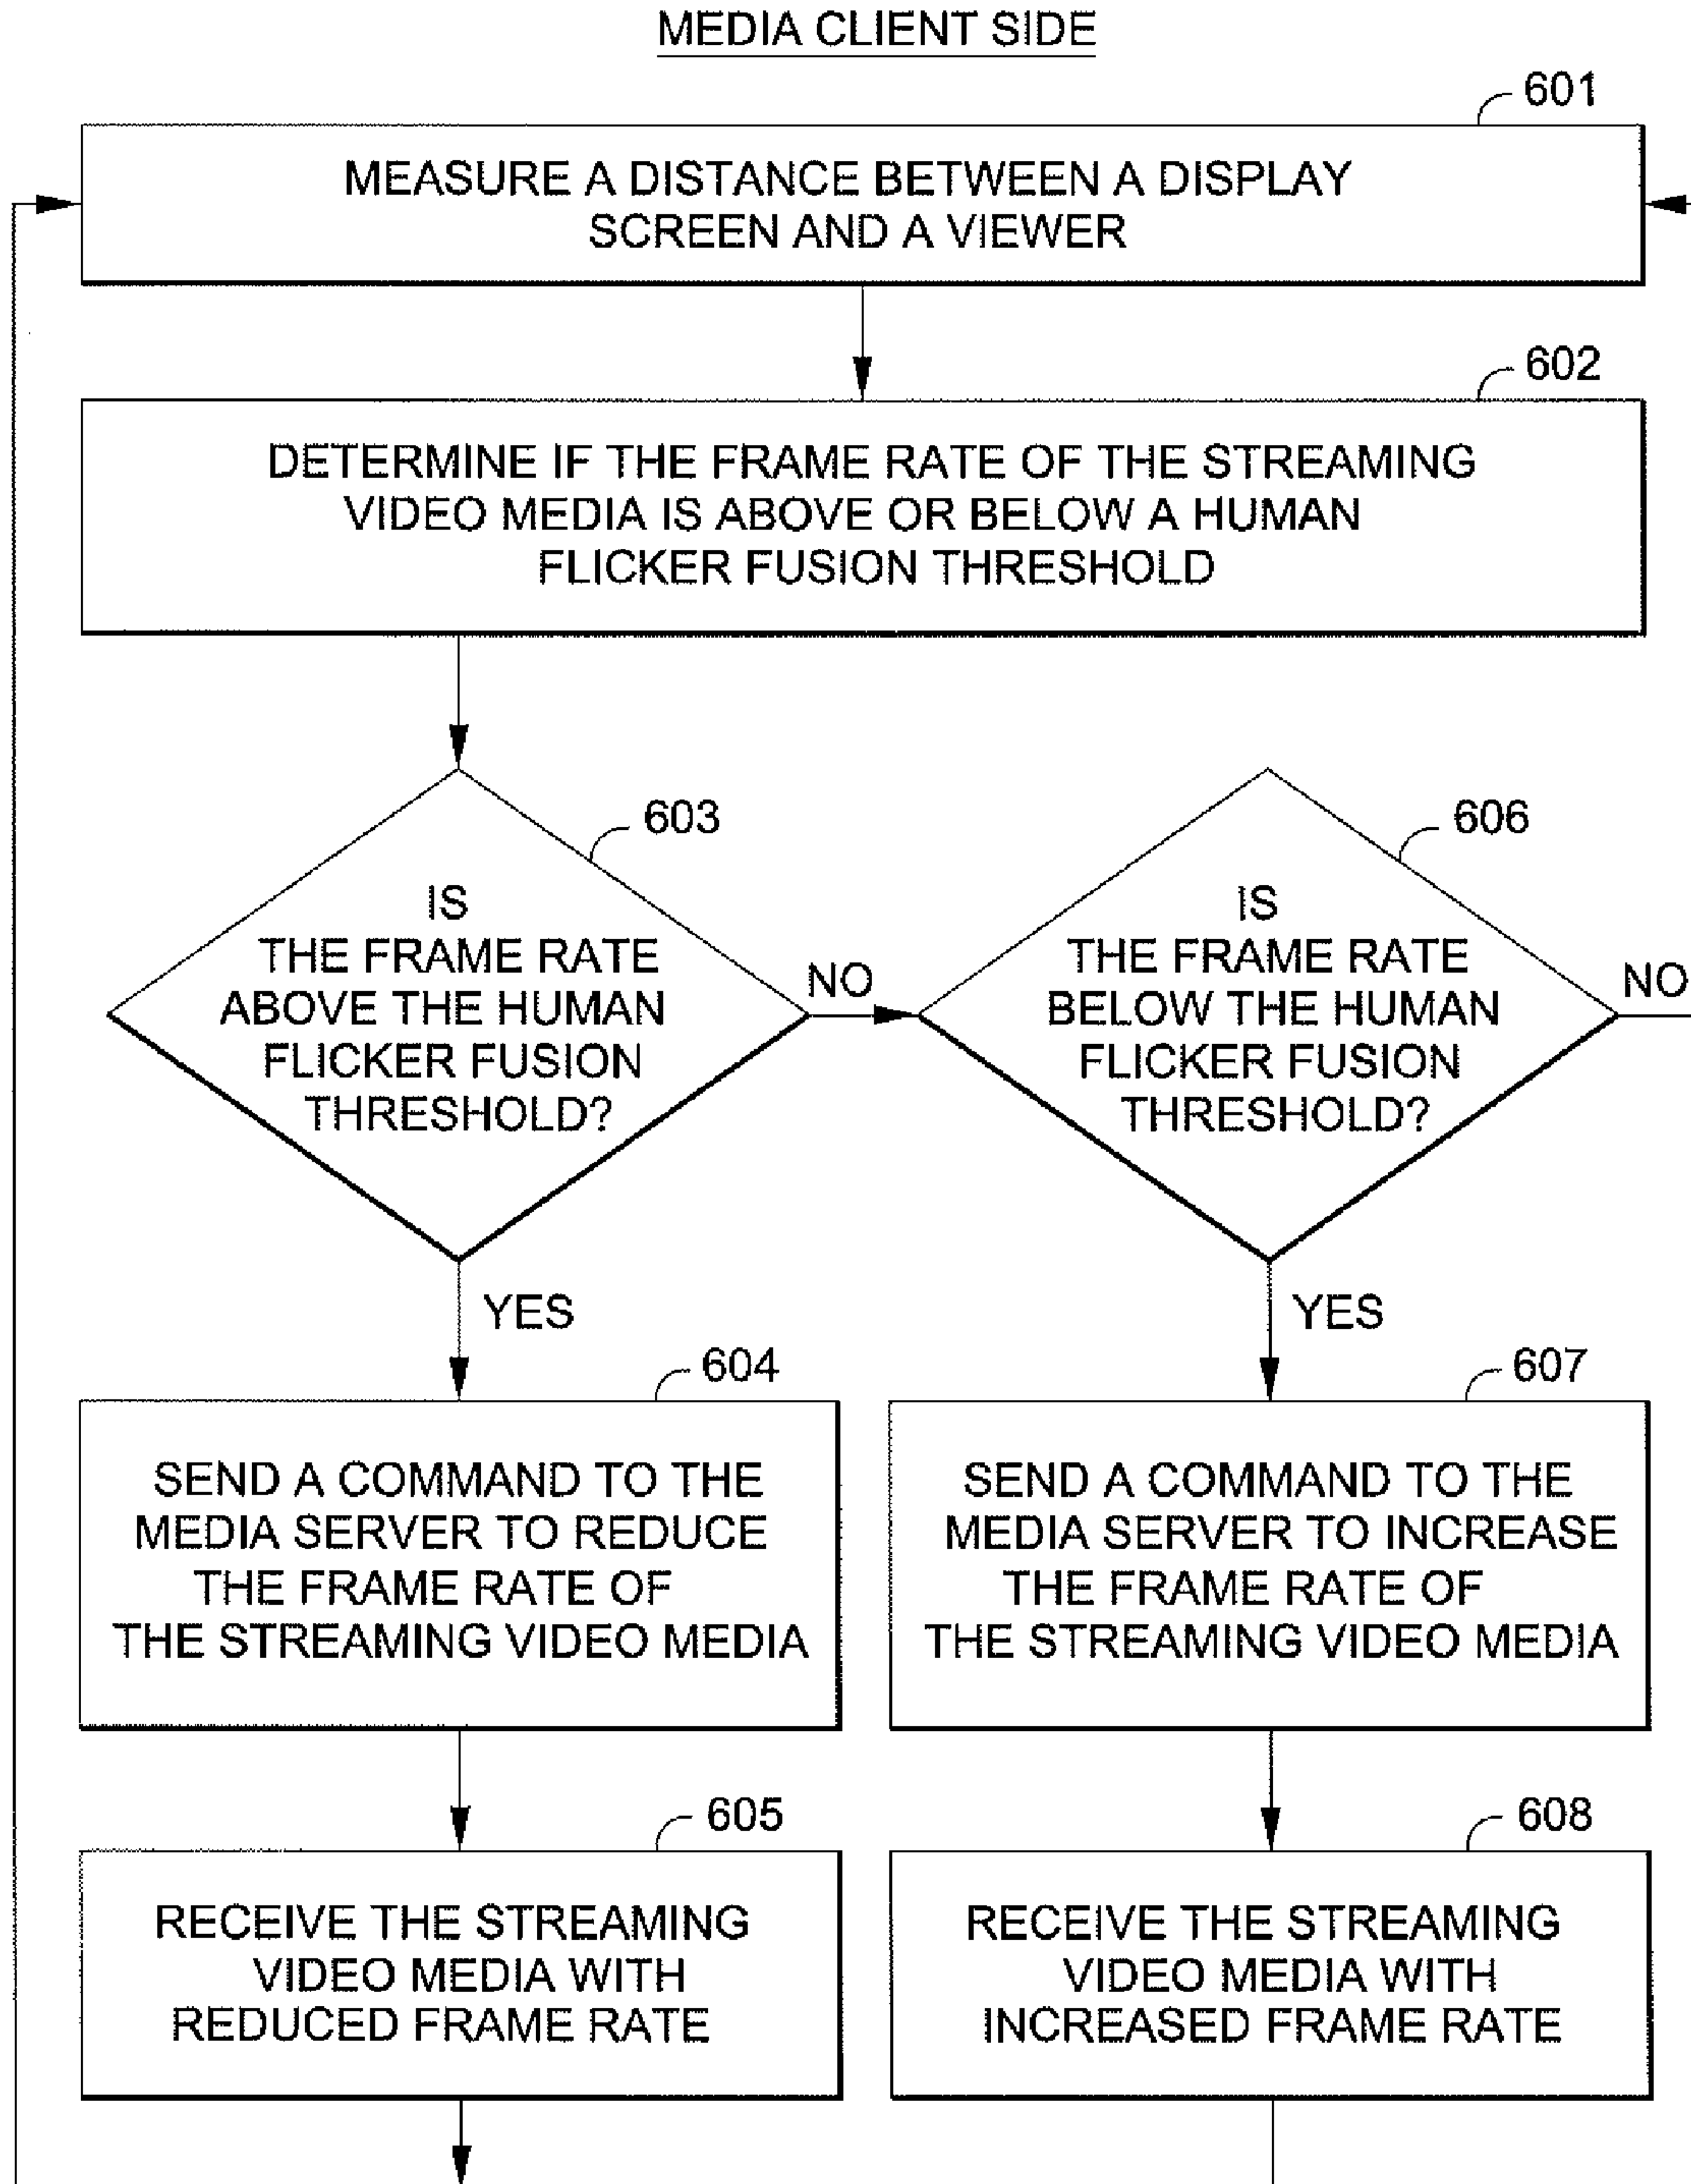 MEDIA CLIENT SIDE
601
MEASURE A DISTANCE BETWEEN A DISPLAY
SCREEN AND A VIEWER
602
DETERMINE IF THE FRAME RATE OF THE STREAMING
VIDEO MEDIA IS ABOVE OR BELOW A HUMAN
FLICKER FUSION THRESHOLD
603
IS
THE FRAME RATE
ABOVE THE HUMAN
FLICKER FUSION
THRESHOLD?
NO
YES
606
IS
THE FRAME RATE
BELOW THE HUMAN
FLICKER FUSION
THRESHOLD?
NO
YES
604
SEND A COMMAND TO THE
MEDIA SERVER TO REDUCE
THE FRAME RATE OF
THE STREAMING VIDEO MEDIA
607
SEND A COMMAND TO THE
MEDIA SERVER TO INCREASE
THE FRAME RATE OF
THE STREAMING VIDEO MEDIA
605
RECEIVE THE STREAMING
VIDEO MEDIA WITH
REDUCED FRAME RATE
608
RECEIVE THE STREAMING
VIDEO MEDIA WITH
INCREASED FRAME RATE